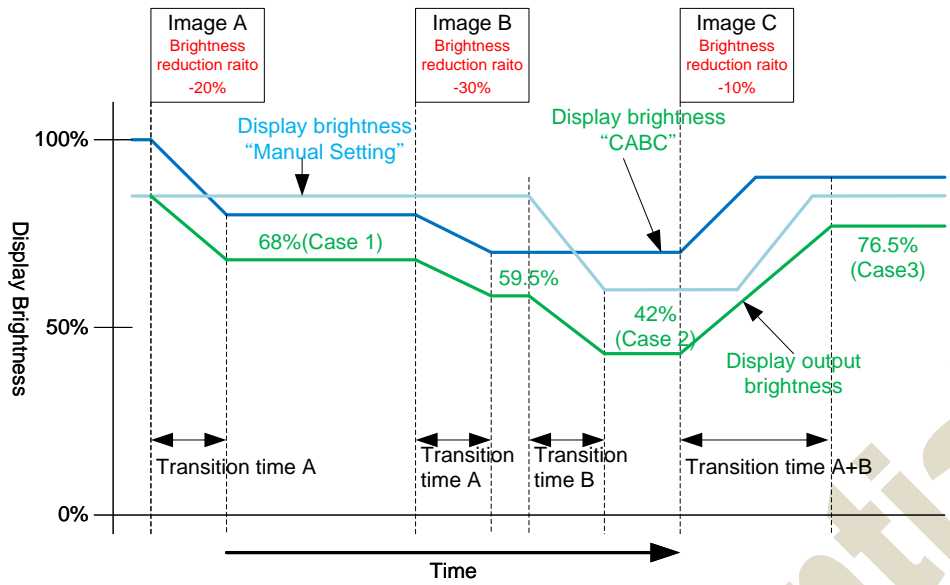 Image A
Brightness
reduction raito
-20%
Image B
Brightness
reduction raito
-30%
Image C
Brightness
reduction raito
-10%
100%
Display brightness
“Manual Setting”
Display brightness
“CABC”
68%(Case 1)
59.5%
76.5%
(Case3)
42%
(Case 2)
50%
Display output
brightness
Display Brightness
Transition time A
Transition
time A
Transition
time B
Transition time A+B
0%
Time